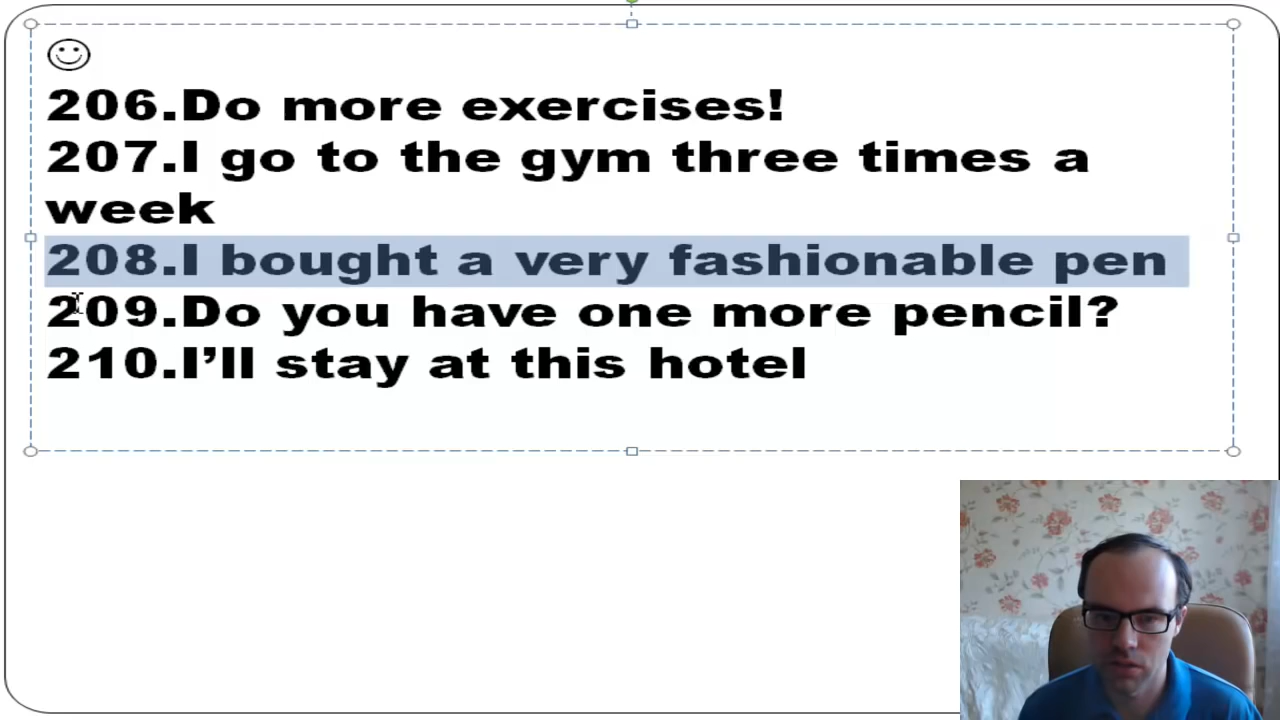 206.Do more exercises!
207.I go to the gym three times a
week
208.I bought a very fashionable pen
209.Do you have one more pencil?
210.I’ll stay at this hotel